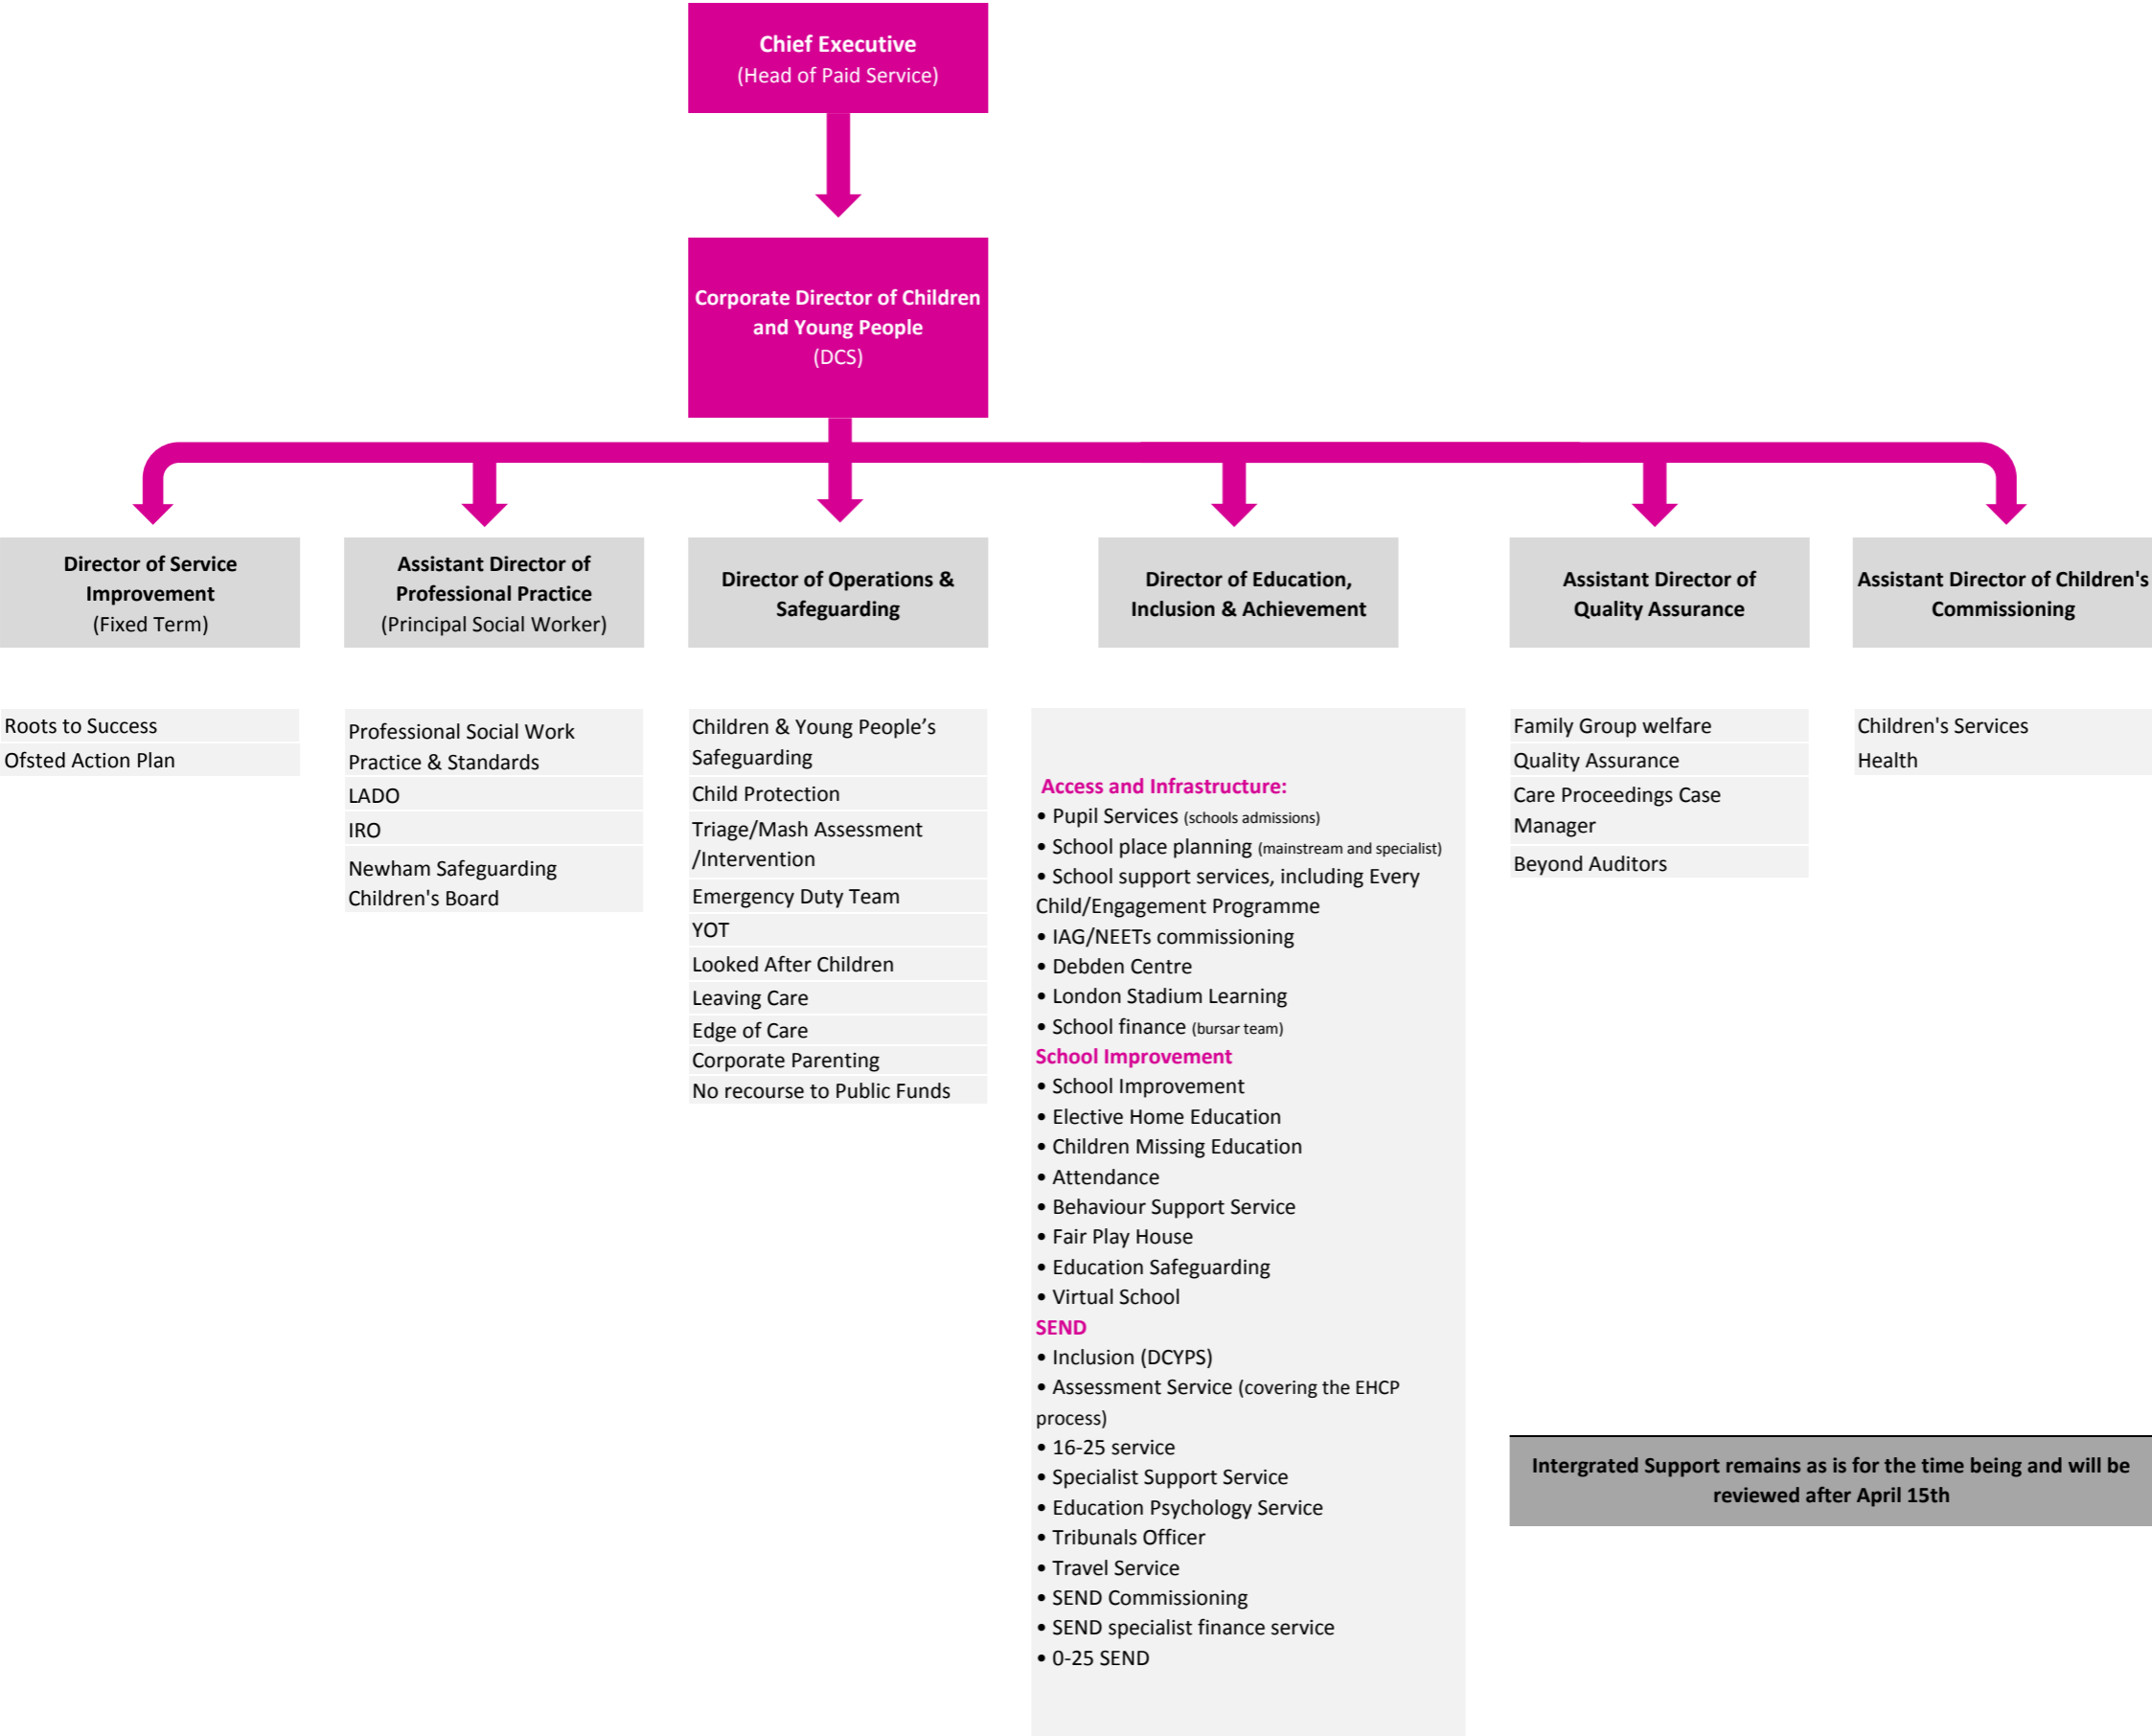 Chief Executive
(Head of Paid Service)
Corporate Director of Children
and Young People
(DCS)
Director of Service
Improvement
(Fixed Term)
Assistant Director of
Professional Practice
(Principal Social Worker)
Director of Operations &
Safeguarding
Director of Education,
Inclusion & Achievement
Assistant Director of
Quality Assurance
Assistant Director of Children's
Commissioning
Roots to Success
Ofsted Action Plan
Professional Social Work
Practice & Standards
LADO
IRO
Newham Safeguarding
Children's Board
Children & Young People’s
Safeguarding
Child Protection
Triage/Mash Assessment
/Intervention
Emergency Duty Team
YOT
Looked After Children
Leaving Care
Edge of Care
Corporate Parenting
No recourse to Public Funds
Access and Infrastructure:
• Pupil Services (schools admissions)
• School place planning (mainstream and specialist)
• School support services, including Every
Child/Engagement Programme
• IAG/NEETs commissioning
• Debden Centre
• London Stadium Learning
• School finance (bursar team)
School Improvement
• School Improvement
• Elective Home Education
• Children Missing Education
• Attendance
• Behaviour Support Service
• Fair Play House
• Education Safeguarding
• Virtual School
SEND
• Inclusion (DCYPS)
• Assessment Service (covering the EHCP
process)
• 16-25 service
• Specialist Support Service
• Education Psychology Service
• Tribunals Officer
• Travel Service
• SEND Commissioning
• SEND specialist finance service
• 0-25 SEND
Family Group welfare
Quality Assurance
Care Proceedings Case
Manager
Beyond Auditors
Children's Services
Health
Intergrated Support remains as is for the time being and will be
reviewed after April 15th